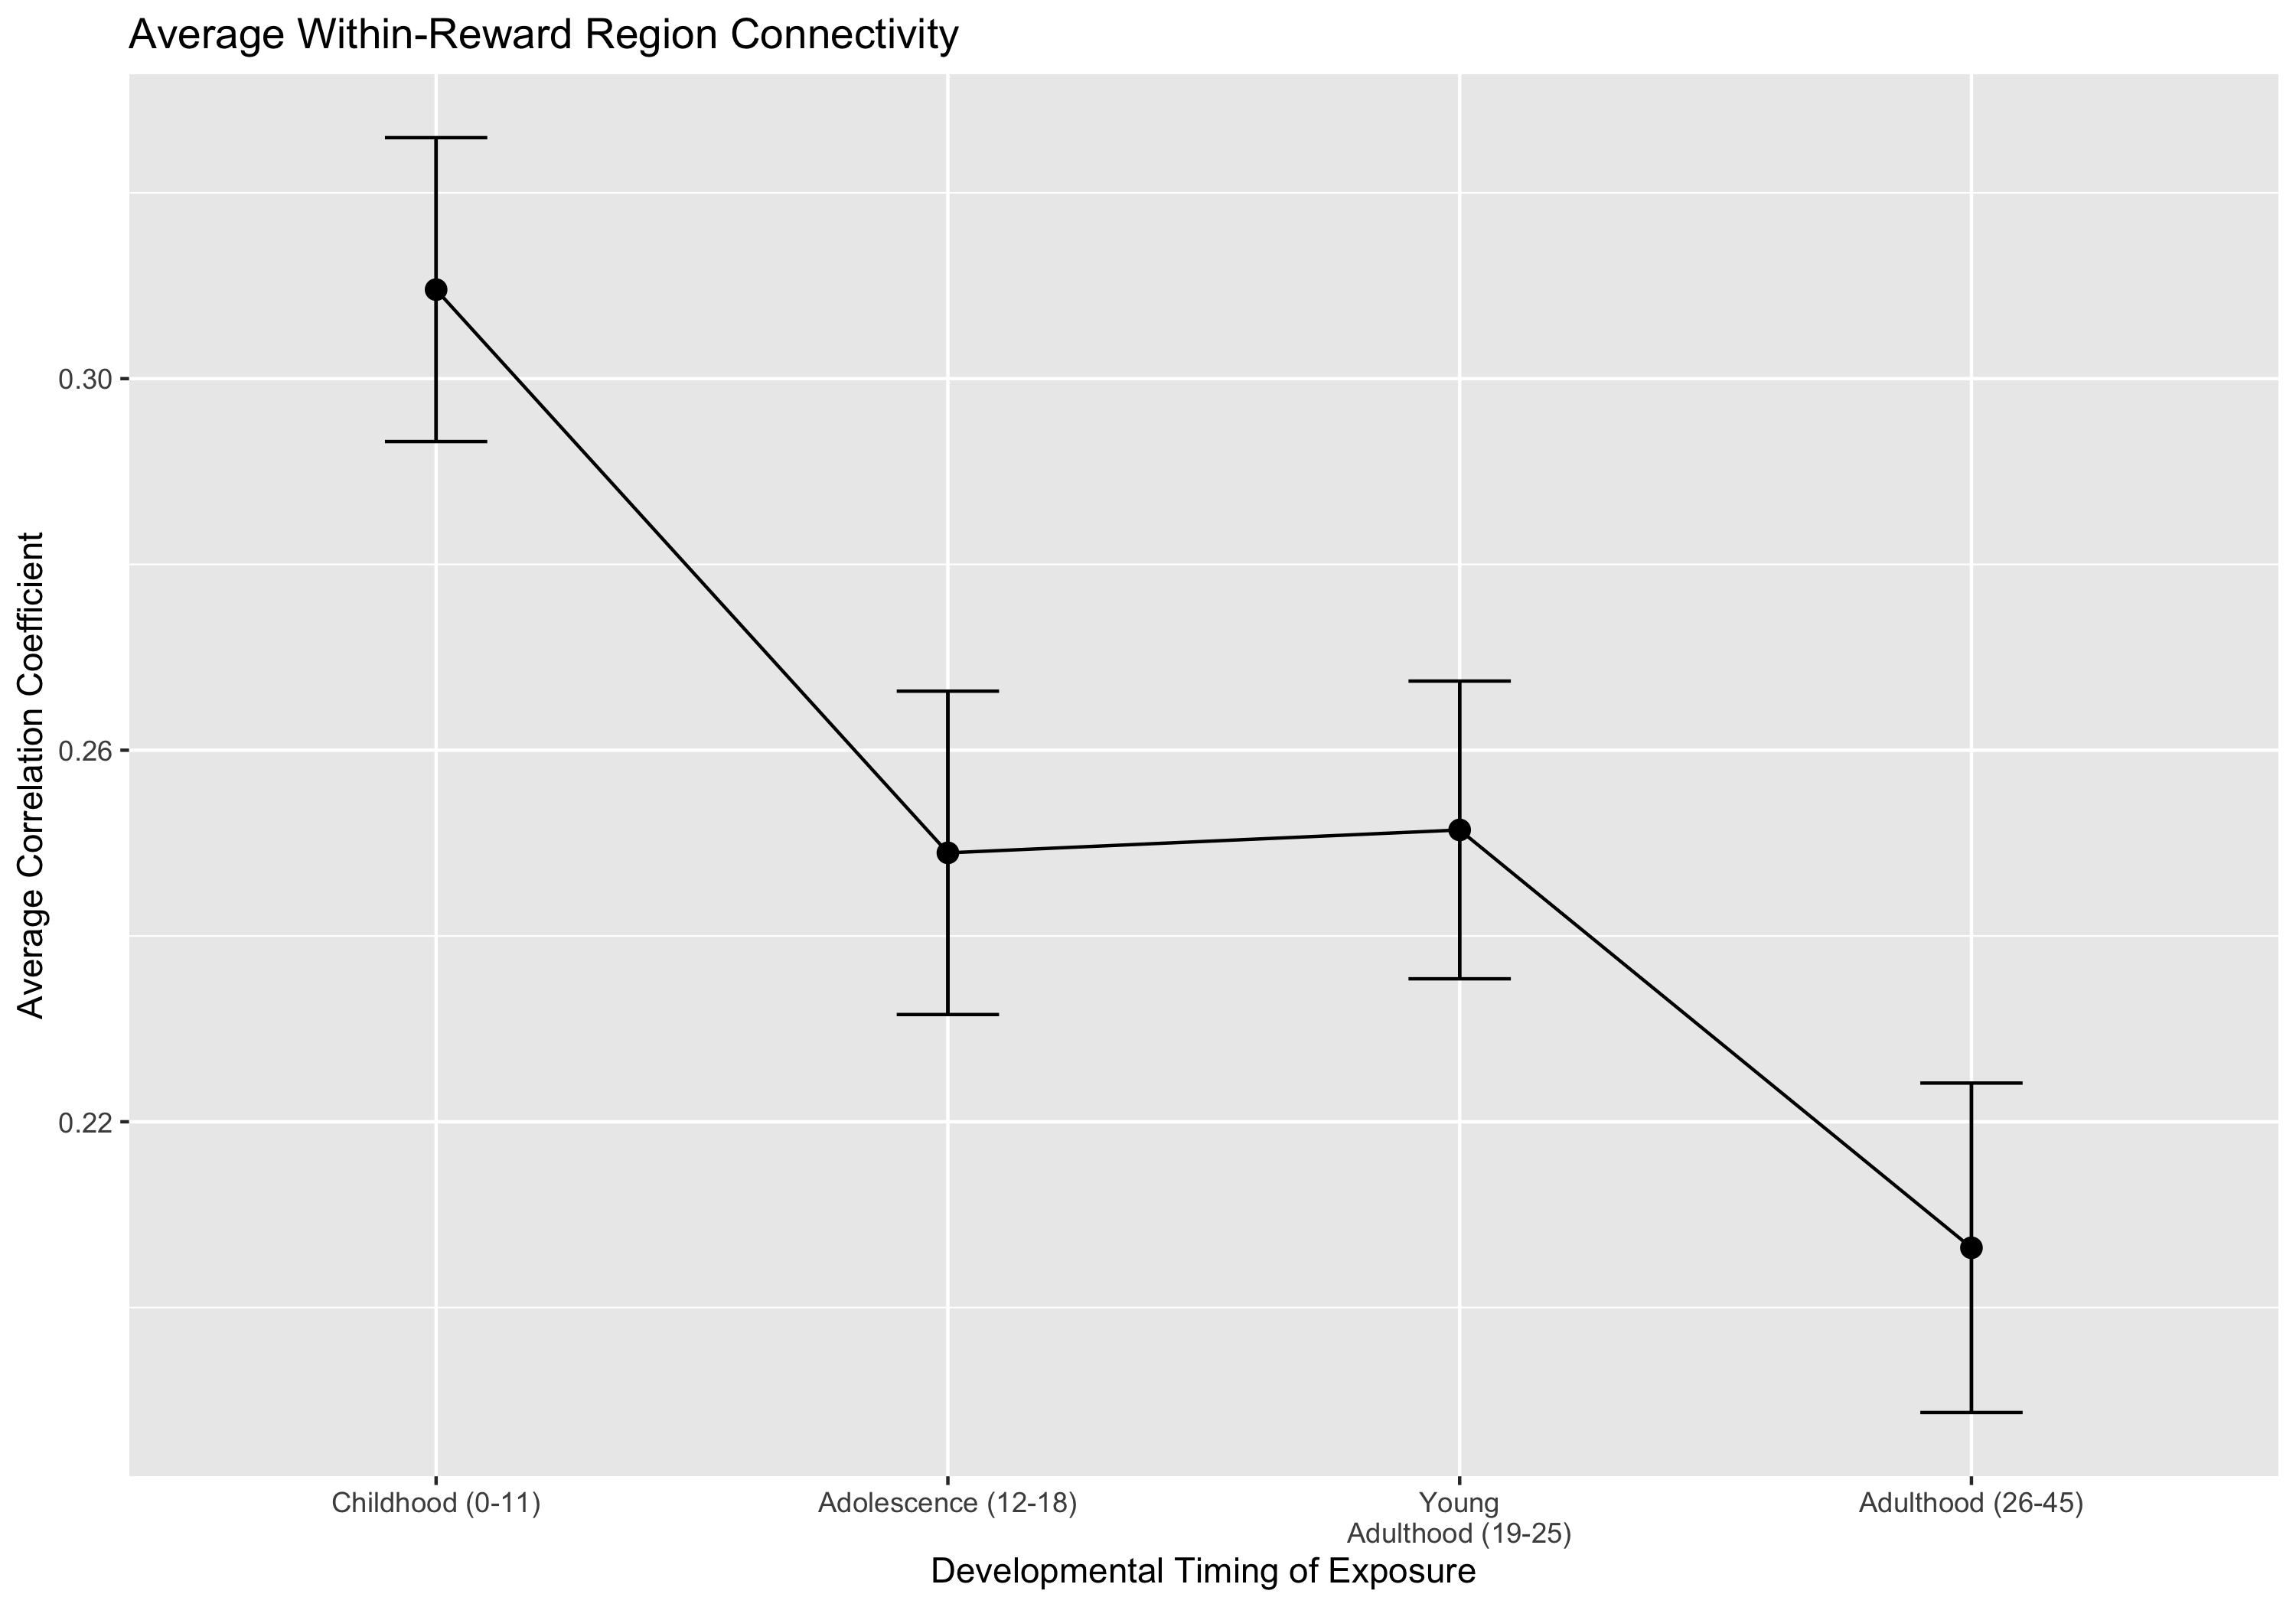 Average Within-Reward Region Connectivity
Average Correlation Coefficient
0.30
0.26
0.22
Childhood (0-11)
Adolescence (12-18)
Young
Adulthood (19-25)
Adulthood (26-45)
Developmental Timing of Exposure